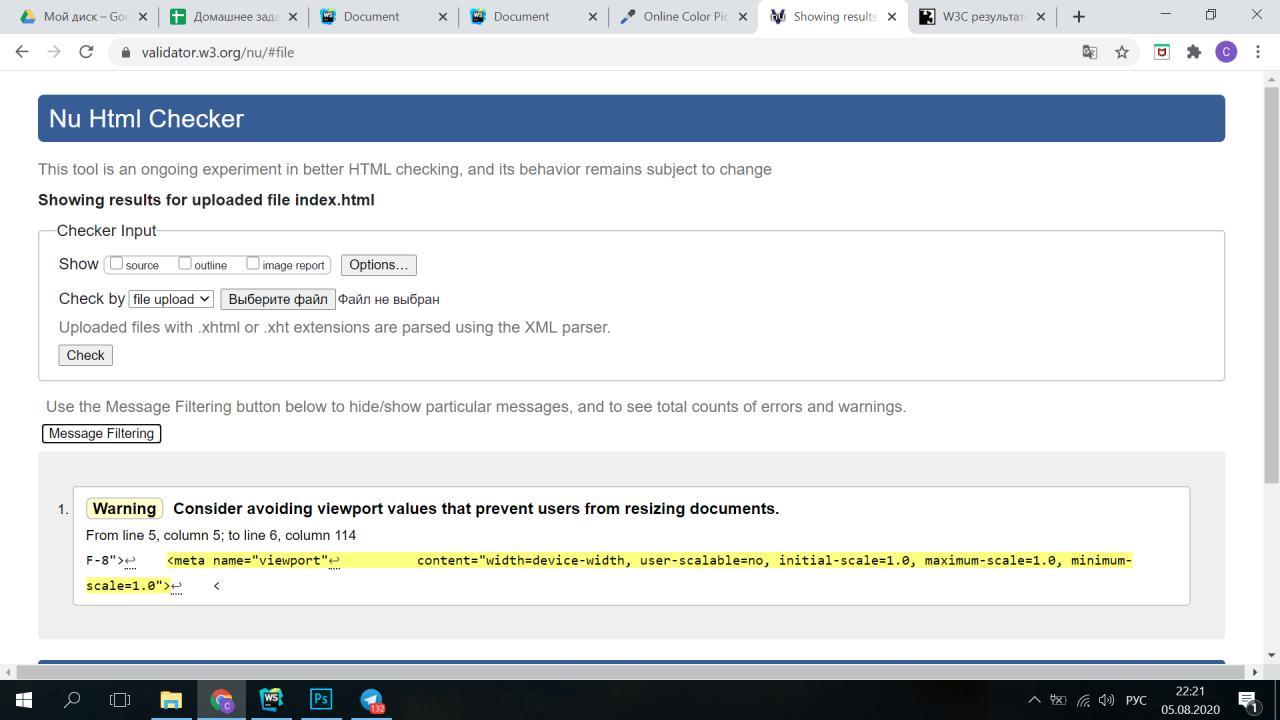 Мой диск – Goo
Домашнее зада
Document
Document
Online Color Pic
Showing results
W3C результат
validator.w3.org/nu/#file
C
Nu Html Checker
This tool is an ongoing experiment in better HTML checking, and its behavior remains subject to change
Showing results for uploaded file index.html
Checker Input
Show source outline image report Options...
Check by file upload Выберите файл Файл не выбран
Uploaded files with .xhtml or .xht extensions are parsed using the XML parser.
Check
Use the Message Filtering button below to hide/show particular messages, and to see total counts of errors and warnings.
Message Filtering
1. Warning Consider avoiding viewport values that prevent users from resizing documents.
From line 5, column 5; to line 6, column 114
F-8">↩ <meta name="viewport"↩ content="width=device-width, user-scalable=no, initial-scale=1.0, maximum-scale=1.0, minimum-
scale=1.0">↩ <
WS
Ps
132
РУС
22:21
05.08.2020
1